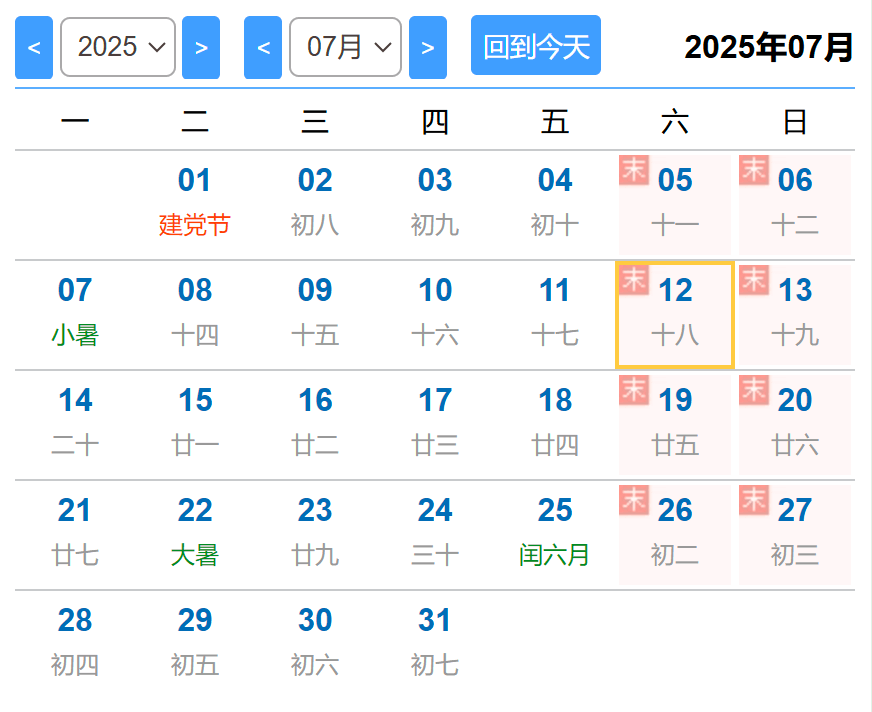 < 2025 > < 07月 > 回到今天 2025年07月
一 二 三 四 五 六 日
01 02 03 04 末 05 末 06
建党节 初八 初九 初十 十一 十二
07 08 09 10 11 末 12 末 13
小暑 十四 十五 十六 十七 十八 十九
14 15 16 17 18 末 19 末 20
二十 廿一 廿二 廿三 廿四 廿五 廿六
21 22 23 24 25 末 26 末 27
廿七 大暑 廿九 三十 闰六月 初二 初三
28 29 30 31
初四 初五 初六 初七